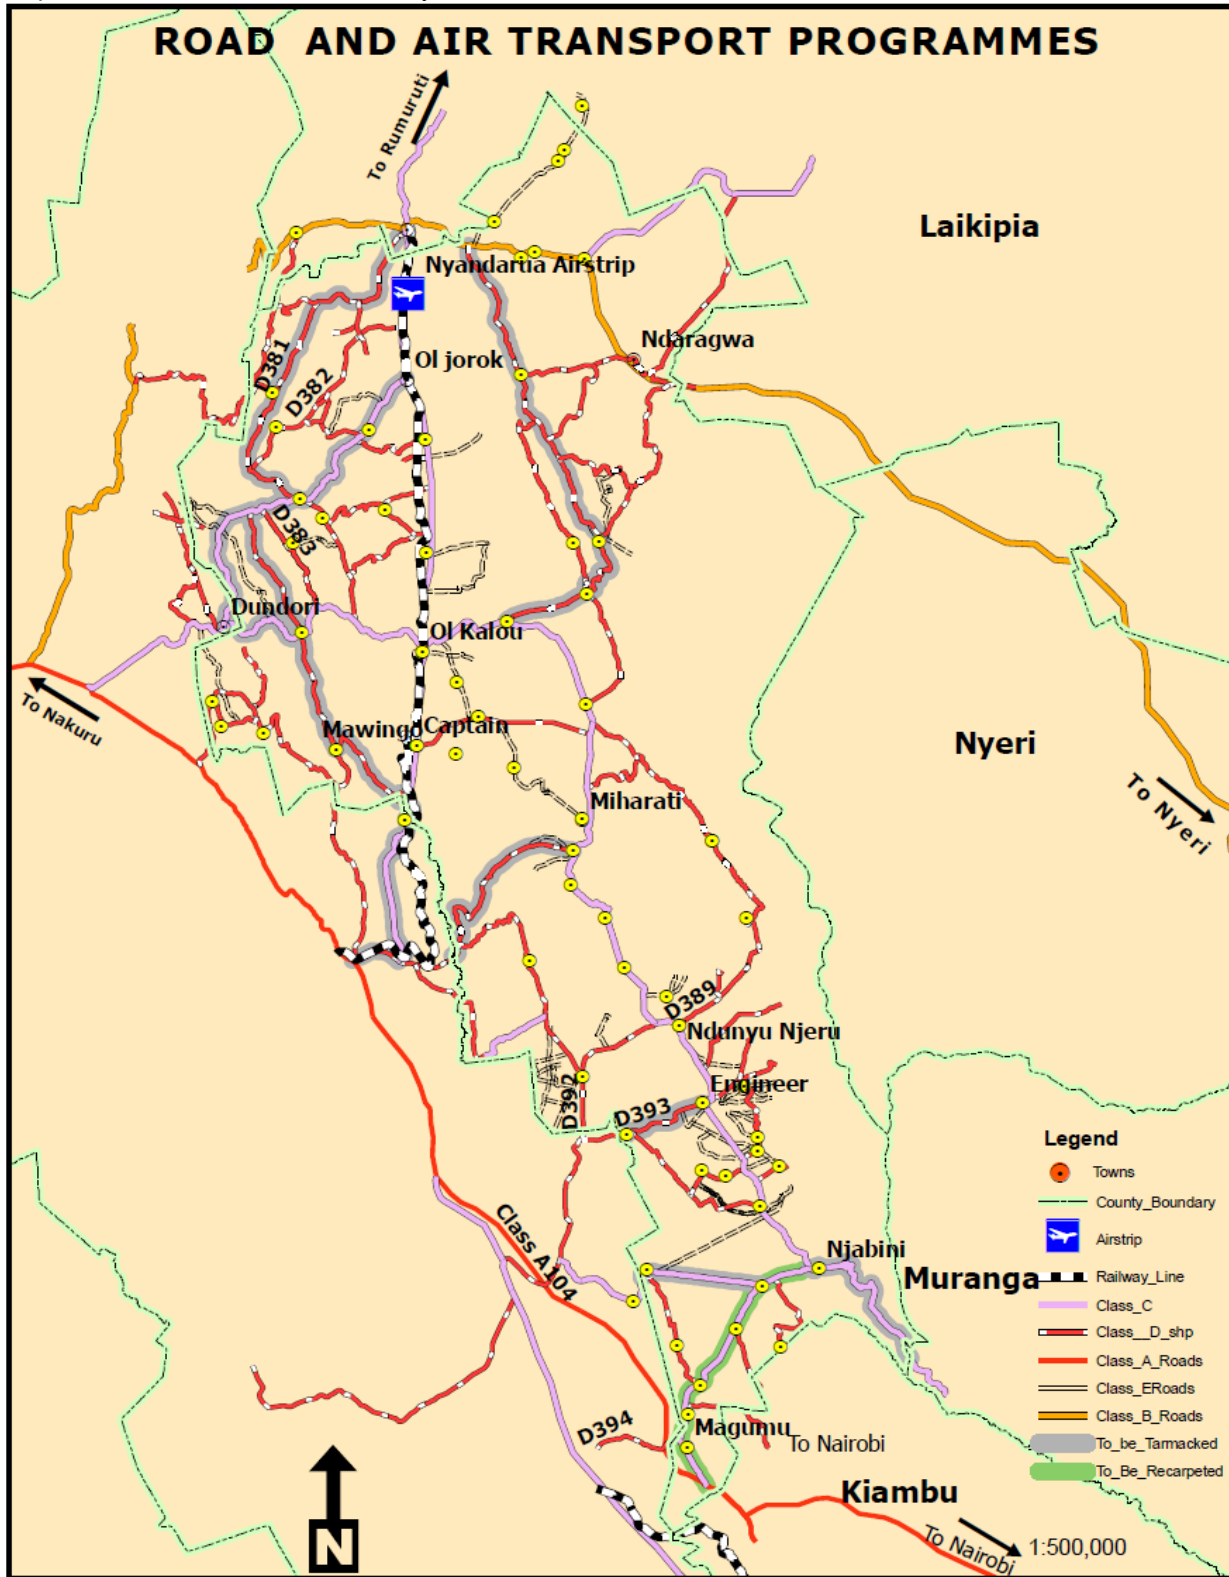 ROAD AND AIR TRANSPORT PROGRAMMES
To Rumuruti
Laikipia
Nyandarua Airstrip
Ndaragwa
Ol jorok
D381
D382
D383
Dundori
Ol Kalou
To Nakuru
Mawingo
Captain
Nyeri
To Nyeri
Miharati
D389
Ndunyu Njeru
Engineer
D392
D393
Class A104
Njabini
Muranga
D394
Magumu
To Nairobi
Kiambu
To Nairobi
1:500,000
N
Legend
Towns
County_Boundary
Airstrip
Railway_Line
Class_C
Class__D_shp
Class_A_Roads
Class_ERoads
Class_B_Roads
To_be_Tarmacked
To_Be_Recarpeted